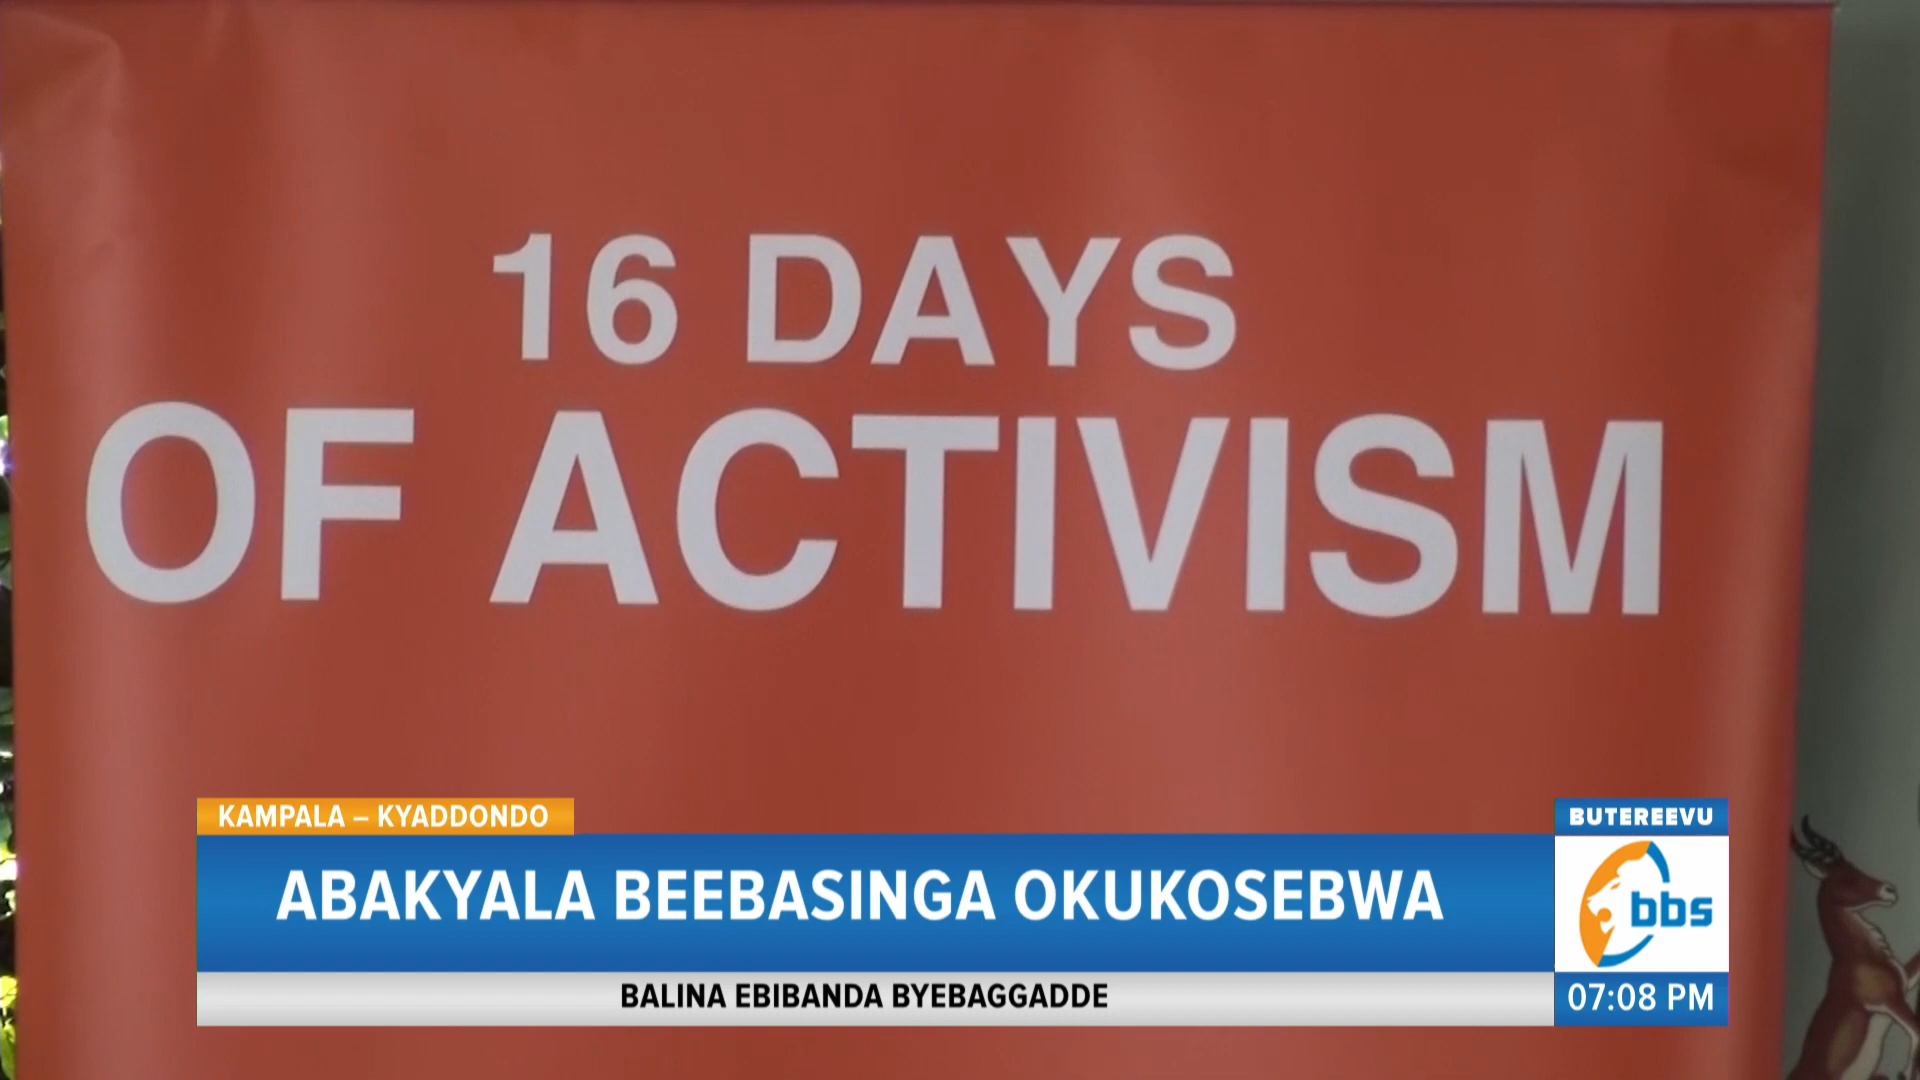 16 DAYS
OF ACTIVISM
KAMPALA – KYADDONDO
BUTEREEVU
ABAKYALA BEEBASINGA OKUKOSEBWA
bbs
BALINA EBIBANDA BYEBAGGADDE
07:08 PM